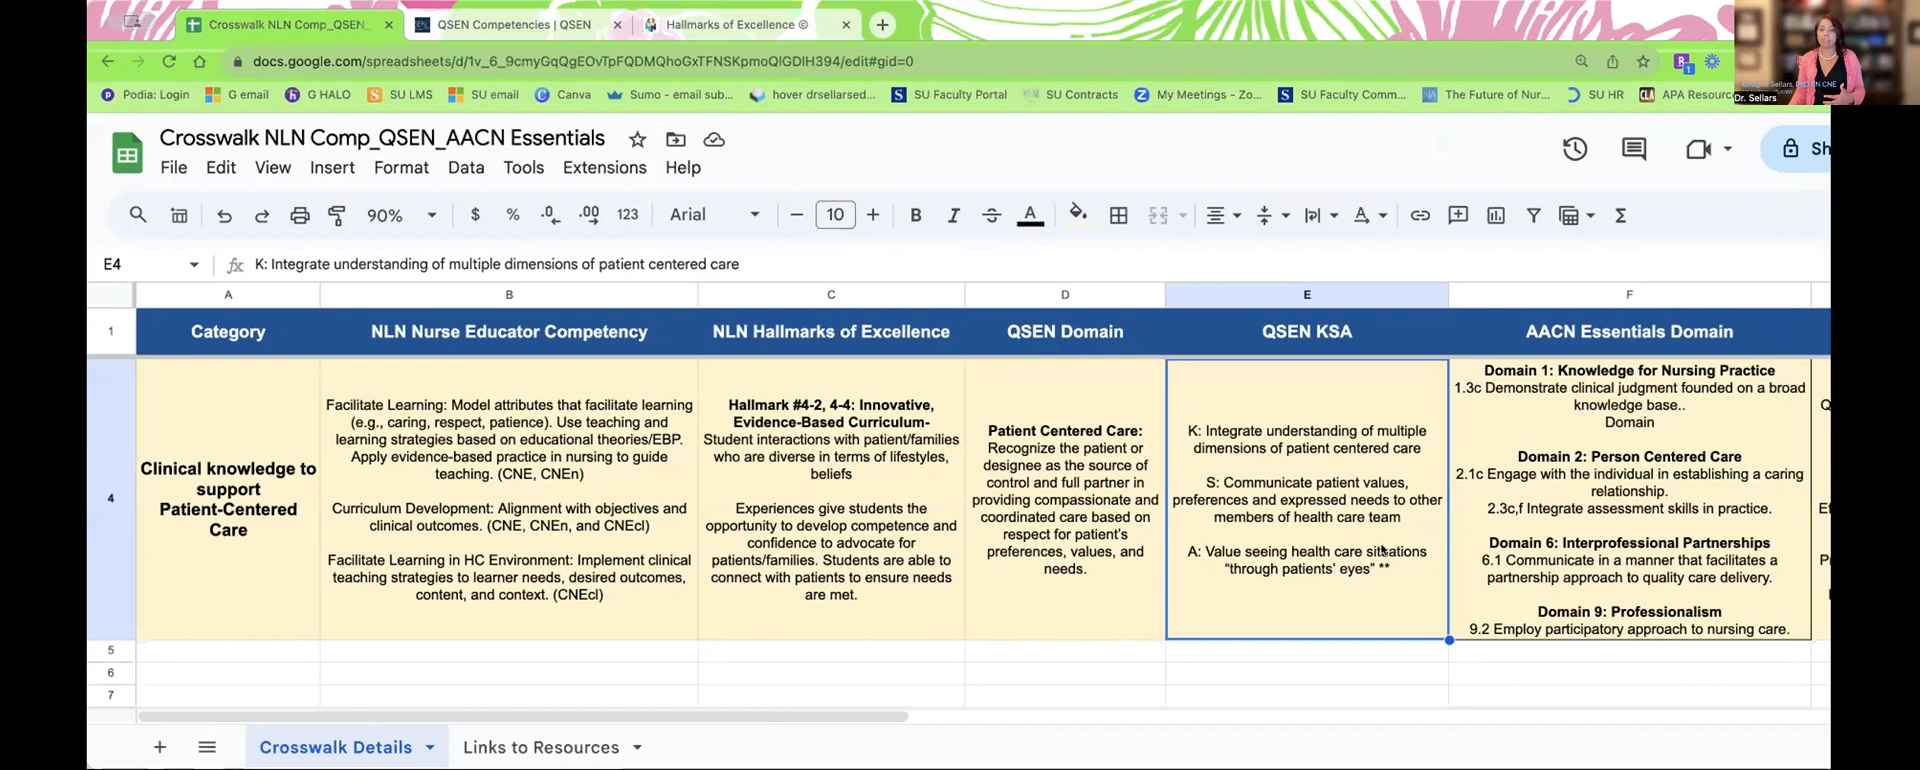 Crosswalk NLN Comp_QSEN_
QSEN Competencies | QSEN
Hallmarks of Excellence ©
docs.google.com/spreadsheets/d/1v_6_9cmyGqQgEOvTpFQDMQhoGxTFNSKpmoQlGDlH394/edit#gid=0
Podia: Login
G email
G HALO
SU LMS
SU email
Canva
Sumo - email sub...
hover drsellarsed...
SU Faculty Portal
SU Contracts
My Meetings - Zo...
SU Faculty Comm...
The Future of Nur...
SU HR
APA Resourc
Dr. Sellars
Crosswalk NLN Comp_QSEN_AACN Essentials
File Edit View Insert Format Data Tools Extensions Help
Sh
90% $ % .0 .00 123 Arial 10 B I A
E4
K: Integrate understanding of multiple dimensions of patient centered care
A B C D E F
1 Category NLN Nurse Educator Competency NLN Hallmarks of Excellence QSEN Domain QSEN KSA AACN Essentials Domain
4
Clinical knowledge to
support
Patient-Centered
Care
Facilitate Learning: Model attributes that facilitate learning
(e.g., caring, respect, patience). Use teaching and
learning strategies based on educational theories/EBP.
Apply evidence-based practice in nursing to guide
teaching. (CNE, CNEn)
Curriculum Development: Alignment with objectives and
clinical outcomes. (CNE, CNEn, and CNEcl)
Facilitate Learning in HC Environment: Implement clinical
teaching strategies to learner needs, desired outcomes,
content, and context. (CNEcl)
Hallmark #4-2, 4-4: Innovative,
Evidence-Based Curriculum-
Student interactions with patient/families
who are diverse in terms of lifestyles,
beliefs
Experiences give students the
opportunity to develop competence and
confidence to advocate for
patients/families. Students are able to
connect with patients to ensure needs
are met.
Patient Centered Care:
Recognize the patient or
designee as the source of
control and full partner in
providing compassionate and
coordinated care based on
respect for patient's
preferences, values, and
needs.
K: Integrate understanding of multiple
dimensions of patient centered care
S: Communicate patient values,
preferences and expressed needs to other
members of health care team
A: Value seeing health care situations
“through patients’ eyes” **
Domain 1: Knowledge for Nursing Practice
1.3c Demonstrate clinical judgment founded on a broad
knowledge base..
Domain
Domain 2: Person Centered Care
2.1c Engage with the individual in establishing a caring
relationship.
2.3c,f Integrate assessment skills in practice.
Domain 6: Interprofessional Partnerships
6.1 Communicate in a manner that facilitates a
partnership approach to quality care delivery.
Domain 9: Professionalism
9.2 Employ participatory approach to nursing care.
5
6
7
Crosswalk Details
Links to Resources